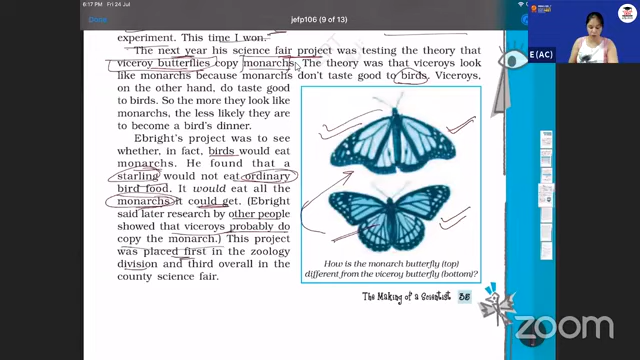 6:17 PM Fri 24 Jul
Done
jefp106 (9 of 13)
experiment. This time I won.
The next year his science fair project was testing the theory that
viceroy butterflies copy monarchs. The theory was that viceroys look
like monarchs because monarchs don't taste good to birds. Viceroys,
on the other hand, do taste good
to birds. So the more they look like
monarchs, the less likely they are
to become a bird's dinner.
Ebright's project was to see
whether, in fact, birds would eat
monarchs. He found that a
starling would not eat ordinary
bird food. It would eat all the
monarchs it could get. (Ebright
said later research by other people
showed that viceroys probably do
copy the monarch.) This project
was placed first in the zoology
division and third overall in the
county science fair.
How is the monarch butterfly (top)
different from the viceroy butterfly (bottom)?
The Making of a Scientist 35
E (AC)
zoom